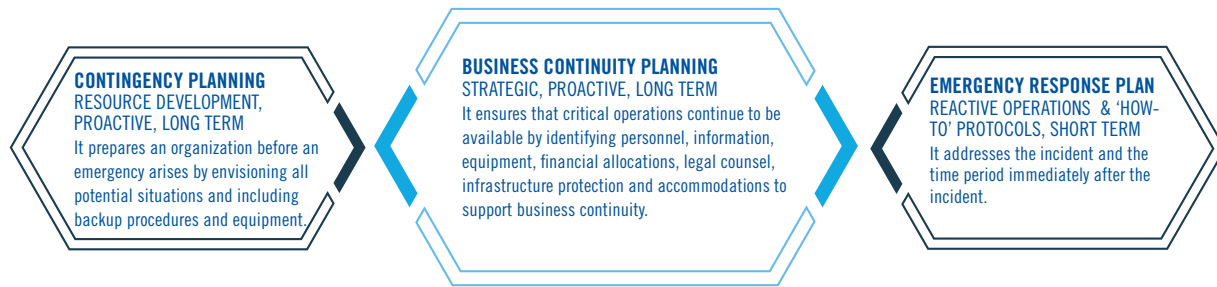 CONTINGENCY PLANNING
RESOURCE DEVELOPMENT,
PROACTIVE, LONG TERM
It prepares an organization before an
emergency arises by envisioning all
potential situations and including
backup procedures and equipment.
BUSINESS CONTINUITY PLANNING
STRATEGIC, PROACTIVE, LONG TERM
It ensures that critical operations continue to be
available by identifying personnel, information,
equipment, financial allocations, legal counsel,
infrastructure protection and accommodations to
support business continuity.
EMERGENCY RESPONSE PLAN
REACTIVE OPERATIONS & ‘HOW-
TO’ PROTOCOLS, SHORT TERM
It addresses the incident and the
time period immediately after the
incident.